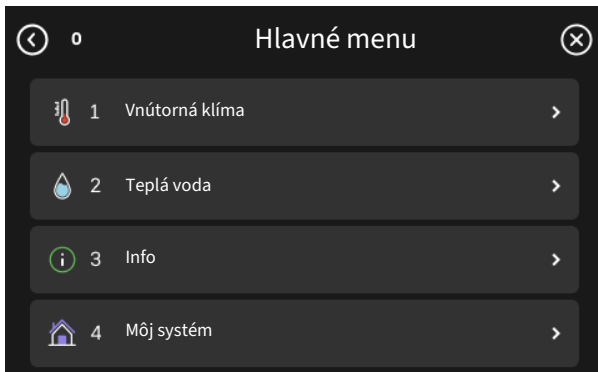 0 Hlavné menu
1 Vnútorná klíma
2 Teplá voda
3 Info
4 Môj systém